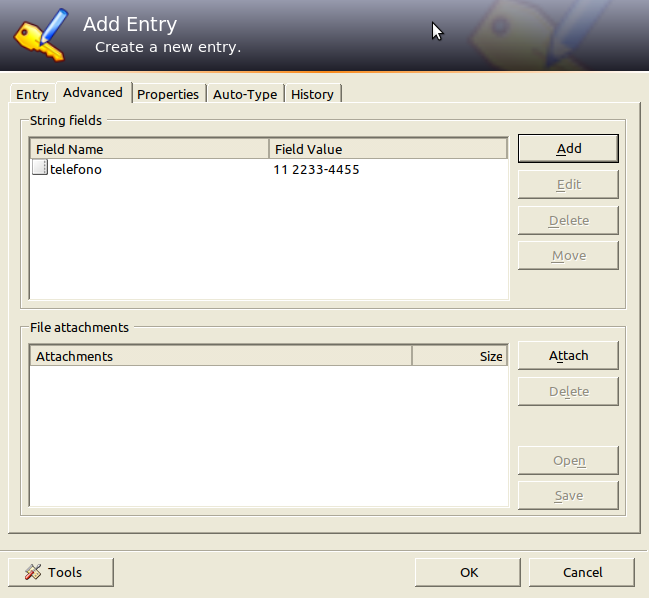 Add Entry
Create a new entry.
Entry Advanced Properties Auto-Type History
String fields
Field Name Field Value
telefono 11 2233-4455
Add
Edit
Delete
Move
File attachments
Attachments Size
Attach
Delete
Open
Save
Tools OK Cancel